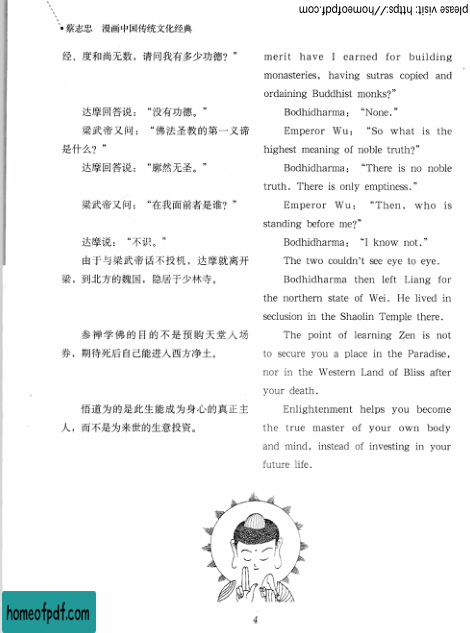 please visit: https://homeofpdf.com
蔡志忠 漫画中国传统文化经典
经、度和尚无数，请问我有多少功德？”
达摩回答说：“没有功德。”
梁武帝又问：“佛法圣教的第一义谛
是什么？”
达摩回答说：“廓然无圣。”
梁武帝又问：“在我面前者是谁？”
达摩说：“不识。”
由于与梁武帝话不投机，达摩就离开
梁，到北方的魏国，隐居于少林寺。
参禅学佛的目的不是预购天堂入场
券，期待死后自己能进入西方净土。
悟道为的是此生能成为身心的真正主
人，而不是为来世的生意投资。
merit have I earned for building
monasteries, having sutras copied and
ordaining Buddhist monks?”
Bodhidharma: “None.”
Emperor Wu: “So what is the
highest meaning of noble truth?”
Bodhidharma: “There is no noble
truth. There is only emptiness.”
Emperor Wu: “Then, who is
standing before me?”
Bodhidharma: “I know not.”
The two couldn't see eye to eye.
Bodhidharma then left Liang for
the northern state of Wei. He lived in
seclusion in the Shaolin Temple there.
The point of learning Zen is not
to secure you a place in the Paradise,
nor in the Western Land of Bliss after
your death.
Enlightenment helps you become
the true master of your own body
and mind, instead of investing in your
future life.
4
homeofpdf.com